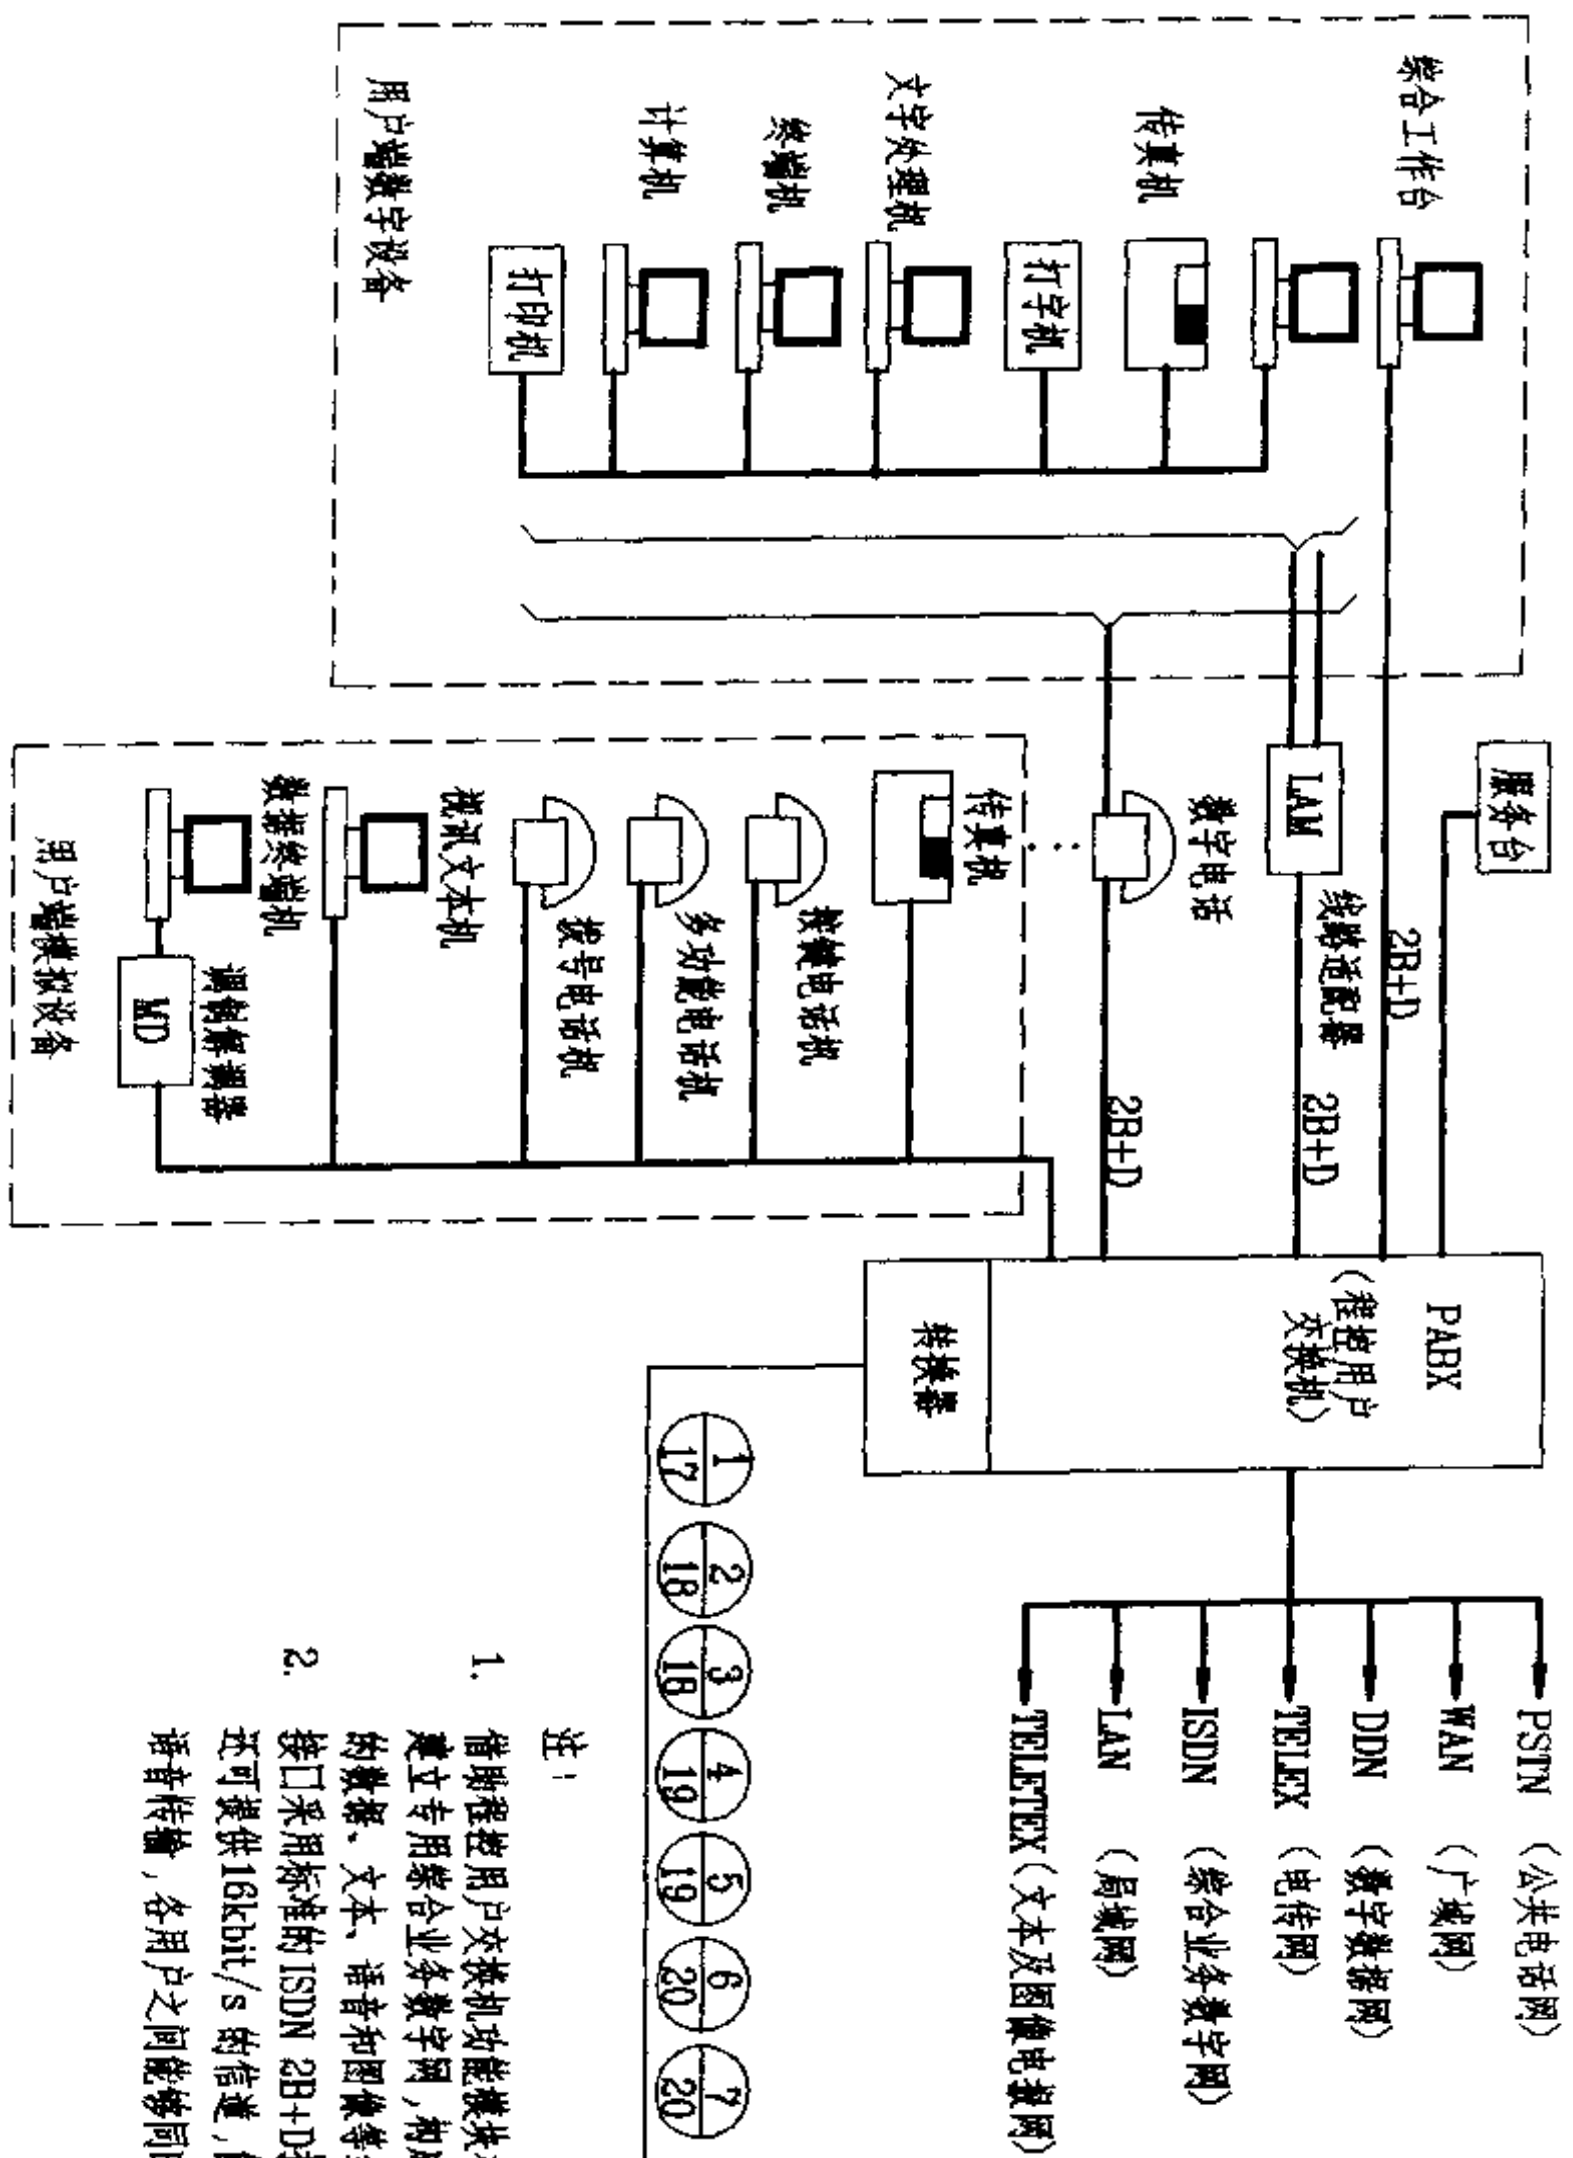 综合工作台
传真机
文字处理机
终端机
计算机
打字机
打印机
用户端数字设备
服务台
LAM
线路适配器
数字电话
2B+D
2B+D
2B+D
传真机
按键电话机
多功能电话机
拨号电话机
视讯文本机
数据终端机
调制解调器
MD
用户端模拟设备
PABX
(程控用户
交换机)
转换器
PSTN (公共电话网)
WAN (广域网)
DDN (数字数据网)
TELEX (电传网)
ISDN (综合业务数字网)
LAN (局域网)
TELETEX(文本及图像电报网)
1
17
2
18
3
18
4
19
5
19
6
20
7
20
注:
1. 借助程控用户交换机功能模块
建立专用综合业务数字网,构
的数据、文本、语音和图像等
2. 接口采用标准的ISDN 2B+D
还可提供16kbit/s 的信道,
语音传输,各用户之间能够同